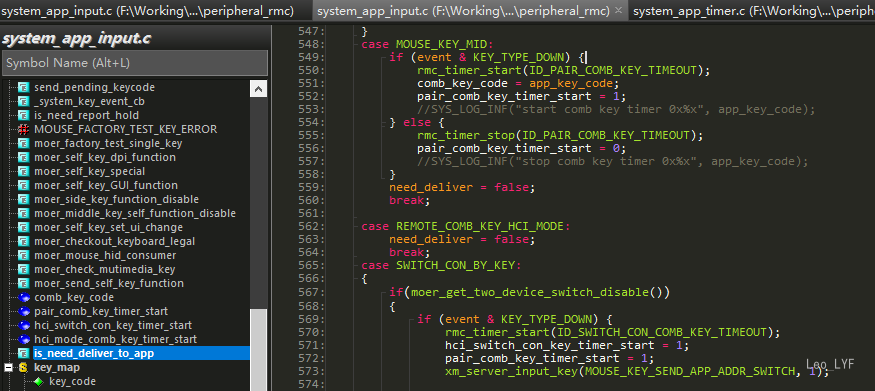 system_app_input.c (F:\Working\...\peripheral_rmc)
system_app_input.c (F:\Working\...\peripheral_rmc) ×
system_app_timer.c (F:\Working\...\periphe
system_app_input.c
Symbol Name (Alt+L)
send_pending_keycode
_system_key_event_cb
is_need_report_hold
MOUSE_FACTORY_TEST_KEY_ERROR
moer_factory_test_single_key
moer_self_key_dpi_function
moer_self_key_special
moer_self_key_GUI_function
moer_side_key_function_disable
moer_middle_key_self_function_disable
moer_self_key_set_ui_change
moer_checkout_keyboard_legal
moer_mouse_hid_consumer
moer_check_mutimedia_key
moer_send_self_key_function
comb_key_code
pair_comb_key_timer_start
hci_switch_con_key_timer_start
hci_mode_comb_key_timer_start
is_need_deliver_to_app
key_map
key_code
547: }
548: case MOUSE_KEY_MID:
549: if (event & KEY_TYPE_DOWN) {
550: rmc_timer_start(ID_PAIR_COMB_KEY_TIMEOUT);
551: comb_key_code = app_key_code;
552: pair_comb_key_timer_start = 1;
553: //SYS_LOG_INF("start comb key timer 0x%x", app_key_code);
554: } else {
555: rmc_timer_stop(ID_PAIR_COMB_KEY_TIMEOUT);
556: pair_comb_key_timer_start = 0;
557: //SYS_LOG_INF("stop comb key timer 0x%x", app_key_code);
558: }
559: need_deliver = false;
560: break;
561:
562: case REMOTE_COMB_KEY_HCI_MODE:
563: need_deliver = false;
564: break;
565: case SWITCH_CON_BY_KEY:
566: {
567: if(moer_get_two_device_switch_disable())
568: {
569: if (event & KEY_TYPE_DOWN) {
570: rmc_timer_start(ID_SWITCH_CON_COMB_KEY_TIMEOUT);
571: hci_switch_con_key_timer_start = 1;
572: pair_comb_key_timer_start = 1;
573: xm_server_input_key(MOUSE_KEY_SEND_APP_ADDR_SWITCH, 1);
574:
Leo_LYF